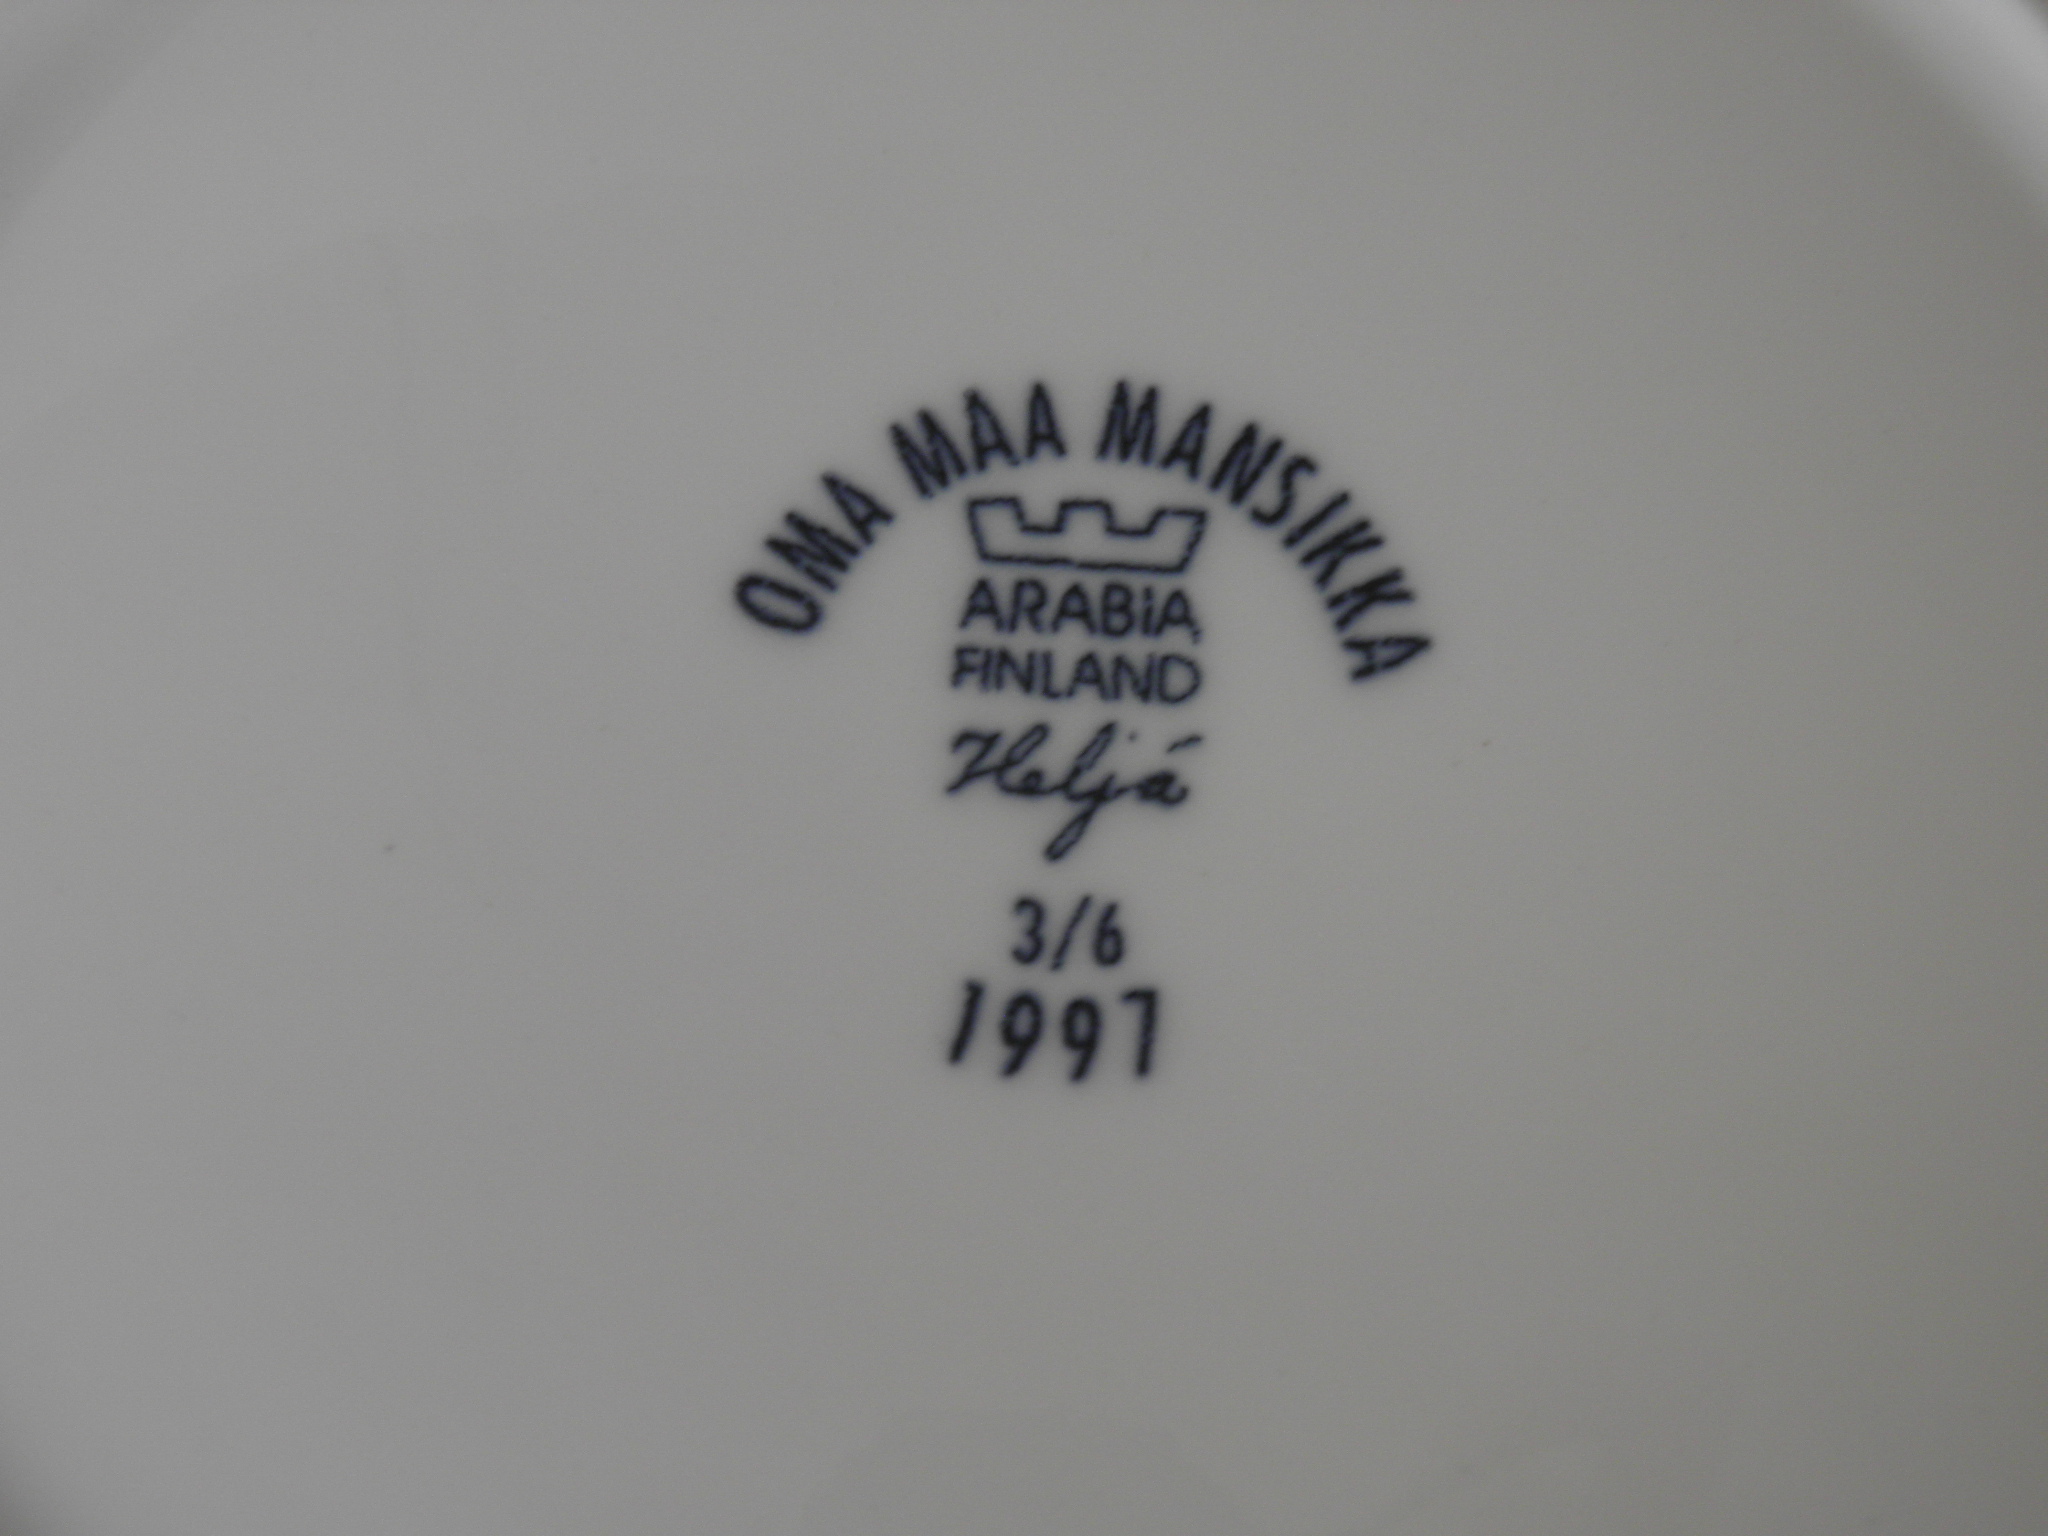 OMA MAA MANSIKKA
ARABiA
FINLAND
Heljä
3/6
1997